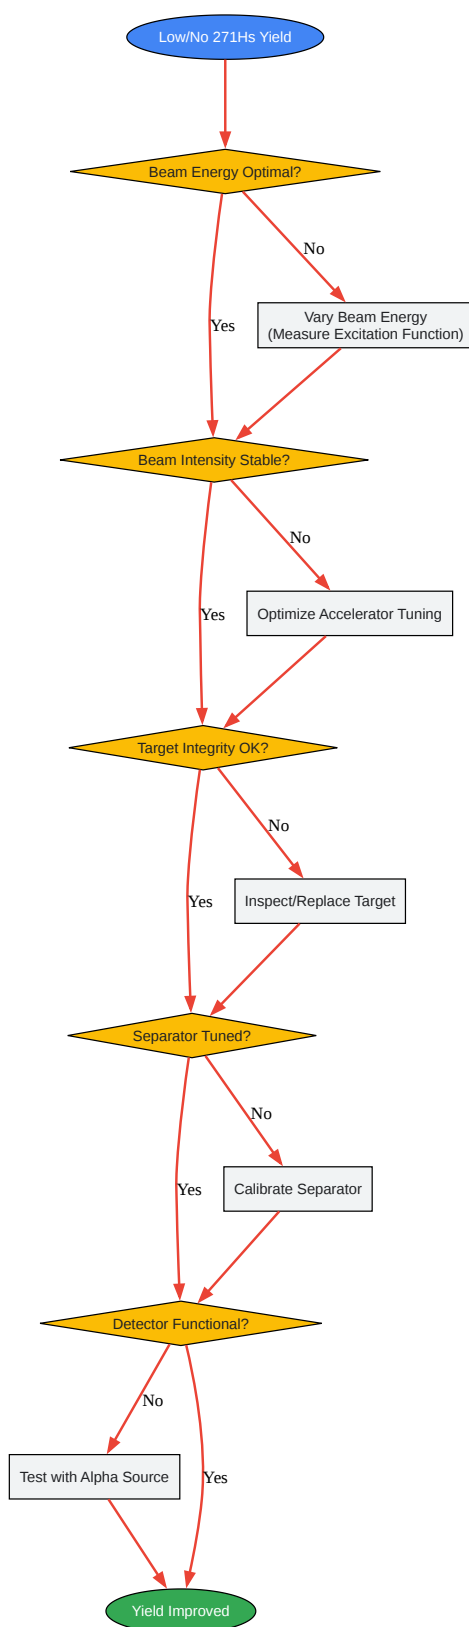 Low/No 271Hs Yield
Beam Energy Optimal?
No
Yes
Vary Beam Energy
(Measure Excitation Function)
Beam Intensity Stable?
No
Yes
Optimize Accelerator Tuning
Target Integrity OK?
No
Yes
Inspect/Replace Target
Separator Tuned?
No
Yes
Calibrate Separator
Detector Functional?
No
Test with Alpha Source
Yes
Yield Improved